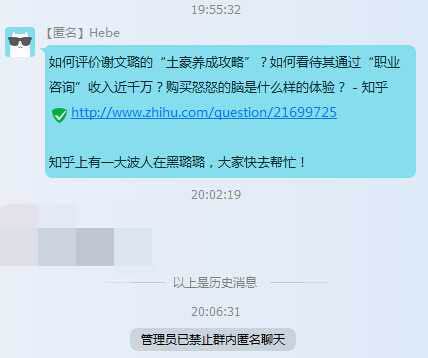 19:55:32
【匿名】Hebe
如何评价谢文璐的“土豪养成攻略”？如何看待其通过“职业
咨询”收入近千万？购买怒怒的脑是什么样的体验？ - 知乎
http://www.zhihu.com/question/21699725
知乎上有一大波人在黑璐璐，大家快去帮忙！
20:02:19
以上是历史消息
20:06:31
管理员已禁止群内匿名聊天